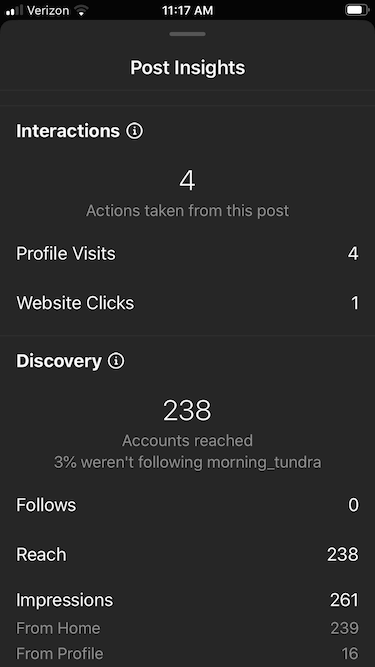 Verizon 11:17 AM
Post Insights
Interactions
4
Actions taken from this post
Profile Visits 4
Website Clicks 1
Discovery
238
Accounts reached
3% weren't following morning_tundra
Follows 0
Reach 238
Impressions 261
From Home 239
From Profile 16